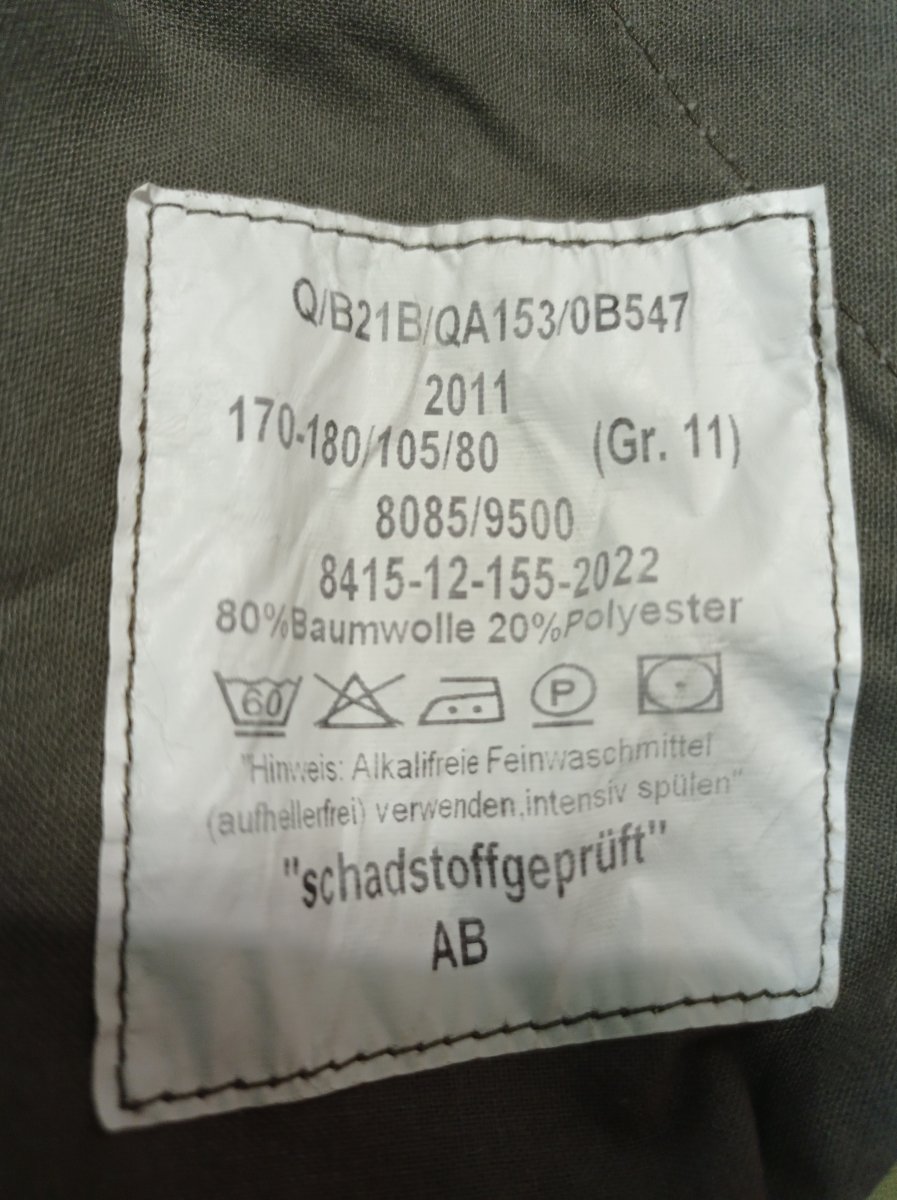 Q/B21B/QA153/0B547
2011
170-180/105/80 (Gr. 11)
8085/9500
8415-12-155-2022
80%Baumwolle 20%Polyester
60 P
"Hinweis: Alkalifreie Feinwaschmittel
(aufhellerfrei) verwenden,intensiv spülen"
"schadstoffgeprüft"
AB